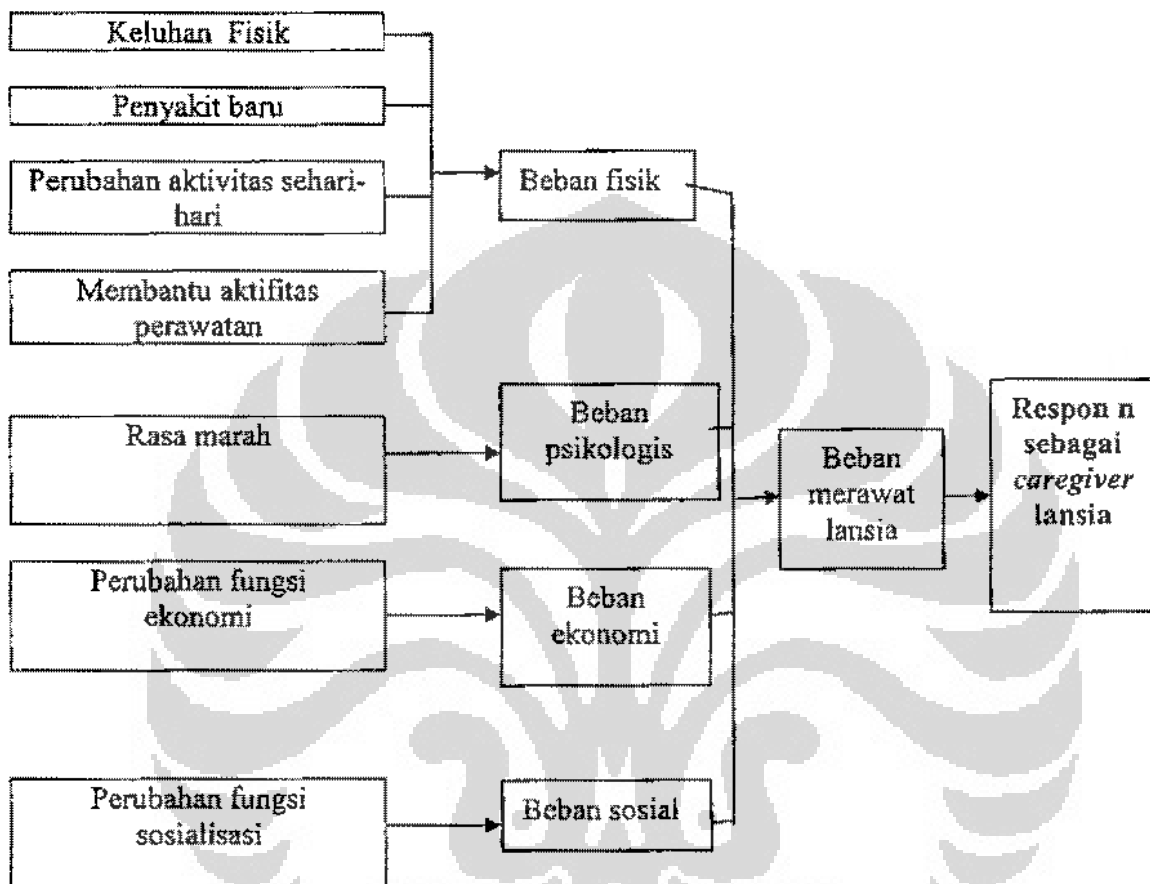 Keluhan Fisik
Penyakit baru
Perubahan aktivitas sehari-
hari
Membantu aktifitas
perawatan
Rasa marah
Perubahan fungsi
ekonomi
Perubahan fungsi
sosialisasi
Beban fisik
Beban
psikologis
Beban
ekonomi
Beban sosial
Beban
merawat
lansia
Respon n
sebagai
caregiver
lansia